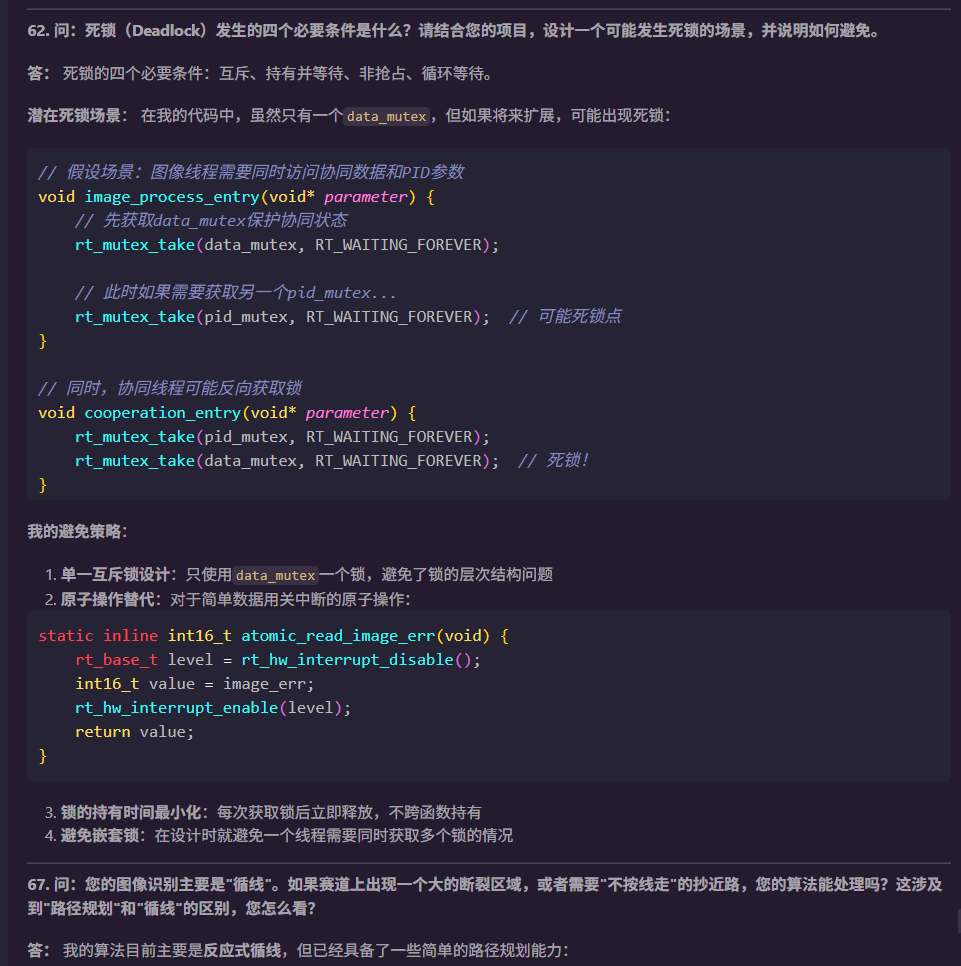 62. 问：死锁（Deadlock）发生的四个必要条件是什么？请结合您的项目，设计一个可能发生死锁的场景，并说明如何避免。
答： 死锁的四个必要条件：互斥、持有并等待、非抢占、循环等待。
潜在死锁场景： 在我的代码中，虽然只有一个data_mutex，但如果将来扩展，可能出现死锁：
// 假设场景：图像线程需要同时访问协同数据和PID参数
void image_process_entry(void* parameter) {
    // 先获取data_mutex保护协同状态
    rt_mutex_take(data_mutex, RT_WAITING_FOREVER);

    // 此时如果需要获取另一个pid_mutex...
    rt_mutex_take(pid_mutex, RT_WAITING_FOREVER);  // 可能死锁点
}

// 同时，协同线程可能反向获取锁
void cooperation_entry(void* parameter) {
    rt_mutex_take(pid_mutex, RT_WAITING_FOREVER);
    rt_mutex_take(data_mutex, RT_WAITING_FOREVER);  // 死锁！
}
我的避免策略：
1. 单一互斥锁设计：只使用data_mutex一个锁，避免了锁的层次结构问题
2. 原子操作替代：对于简单数据用关中断的原子操作：
static inline int16_t atomic_read_image_err(void) {
    rt_base_t level = rt_hw_interrupt_disable();
    int16_t value = image_err;
    rt_hw_interrupt_enable(level);
    return value;
}
3. 锁的持有时间最小化：每次获取锁后立即释放，不跨函数持有
4. 避免嵌套锁：在设计时就避免一个线程需要同时获取多个锁的情况
67. 问：您的图像识别主要是"循线"。如果赛道上出现一个大的断裂区域，或者需要"不按线走"的抄近路，您的算法能处理吗？这涉及
到"路径规划"和"循线"的区别，您怎么看？
答： 我的算法目前主要是反应式循线，但已经具备了一些简单的路径规划能力：